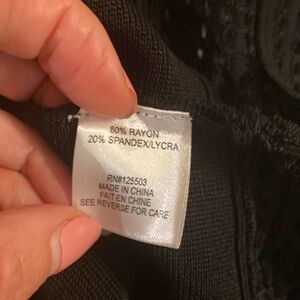 80% RAYON
20% SPANDEX/LYCRA
RN#125503
MADE IN CHINA
FAIT EN CHINE
SEE REVERSE FOR CARE